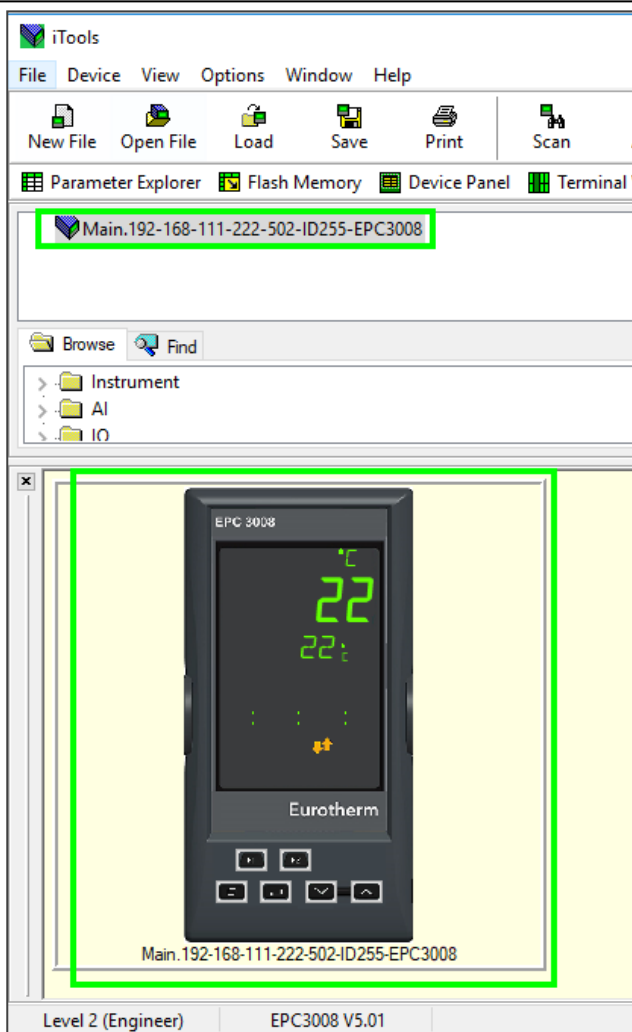 iTools
File Device View Options Window Help
New File Open File Load Save Print Scan
Parameter Explorer Flash Memory Device Panel Terminal
Main.192-168-111-222-502-ID255-EPC3008
Browse Find
Instrument
AI
IO
EPC 3008
°C
22
22°C
: : :
Eurotherm
Main.192-168-111-222-502-ID255-EPC3008
Level 2 (Engineer) EPC3008 V5.01